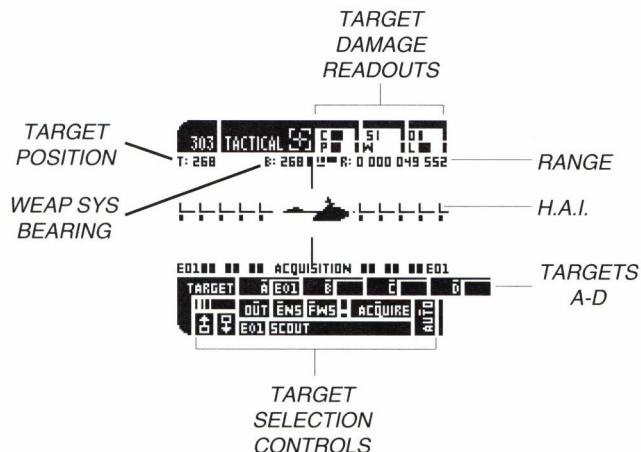 TARGET
DAMAGE
READOUTS
TARGET
POSITION
303 TACTICAL
C P SI W OI L
T: 268 B: 268 R: 0 000 049 552
RANGE
WEAP SYS
BEARING
H.A.I.
E01 ACQUISITION E01
TARGET A E01 B C D
TARGETS
A-D
OUT ENS FWS ACQUIRE AUTO
E01 SCOUT
TARGET
SELECTION
CONTROLS